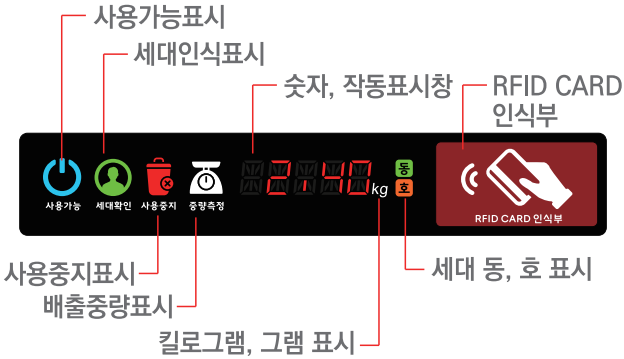 사용가능표시
세대인식표시
숫자, 작동표시창
RFID CARD
인식부
2.40 kg
동
호
사용가능
세대확인
사용중지
중량측정
RFID CARD 인식부
사용중지표시
배출중량표시
킬로그램, 그램 표시
세대 동, 호 표시